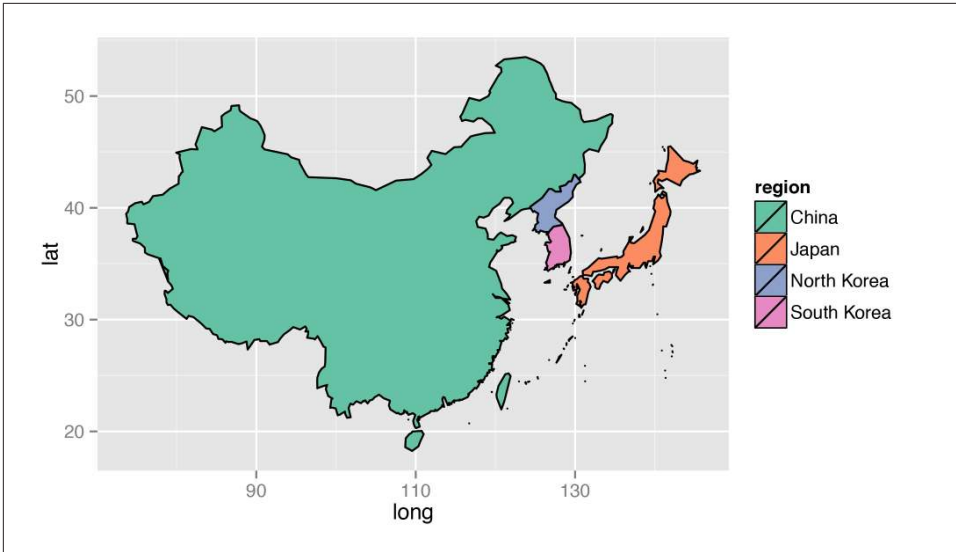 50
40
30
20
lat
90
110
130
long
region
China
Japan
North Korea
South Korea